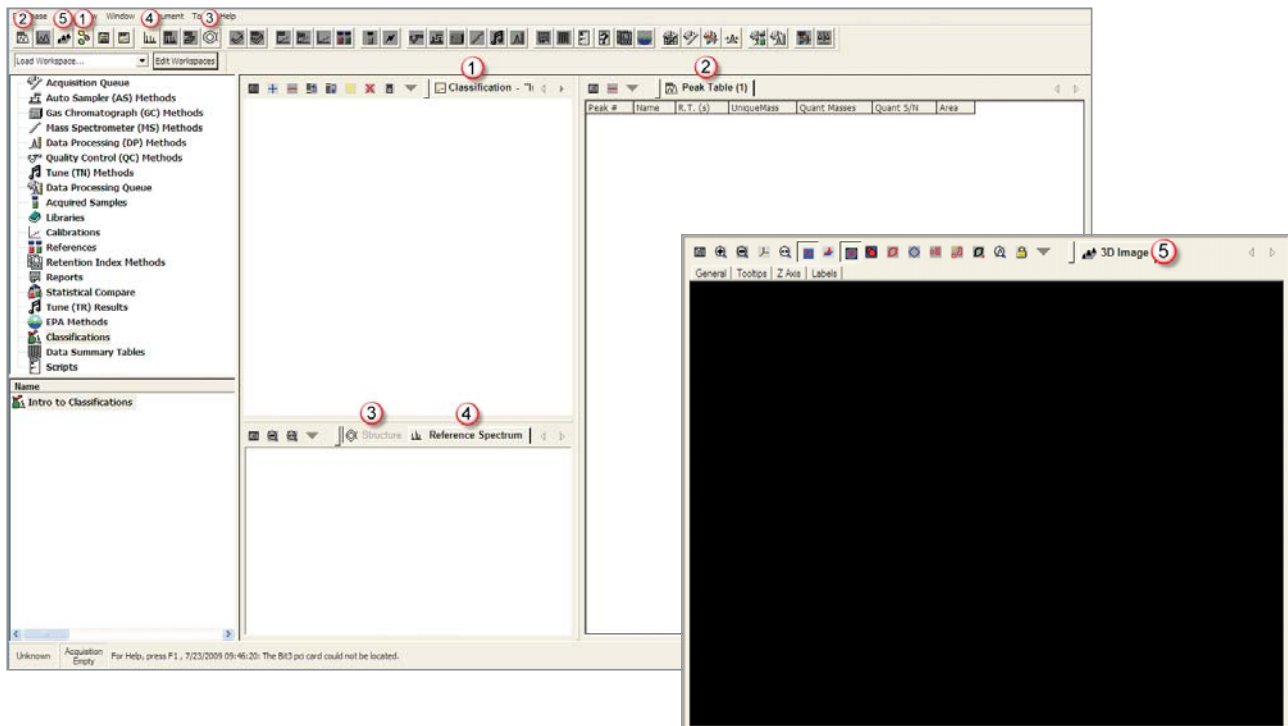 ② ⑤ ① ④ ③
Window Help
Load Workspace... Edit Workspaces
Acquisition Queue
Auto Sampler (AS) Methods
Gas Chromatograph (GC) Methods
Mass Spectrometer (MS) Methods
Data Processing (DP) Methods
Quality Control (QC) Methods
Tune (TN) Methods
Data Processing Queue
Acquired Samples
Libraries
Calibrations
References
Retention Index Methods
Reports
Statistical Compare
Tune (TR) Results
EPA Methods
Classifications
Data Summary Tables
Scripts
Name
Intro to Classifications
①
Classification - "I
③ ④
Structure Reference Spectrum
②
Peak Table (1)
Peak # Name R.T. (s) UniqueMass Quant Masses Quant S/N Area
3D Image ⑤
General Tooltips Z Axis Labels
Unknown Acquisition Empty For Help, press F1 , 7/23/2009 09:46:20: The Bit3 pci card could not be located.